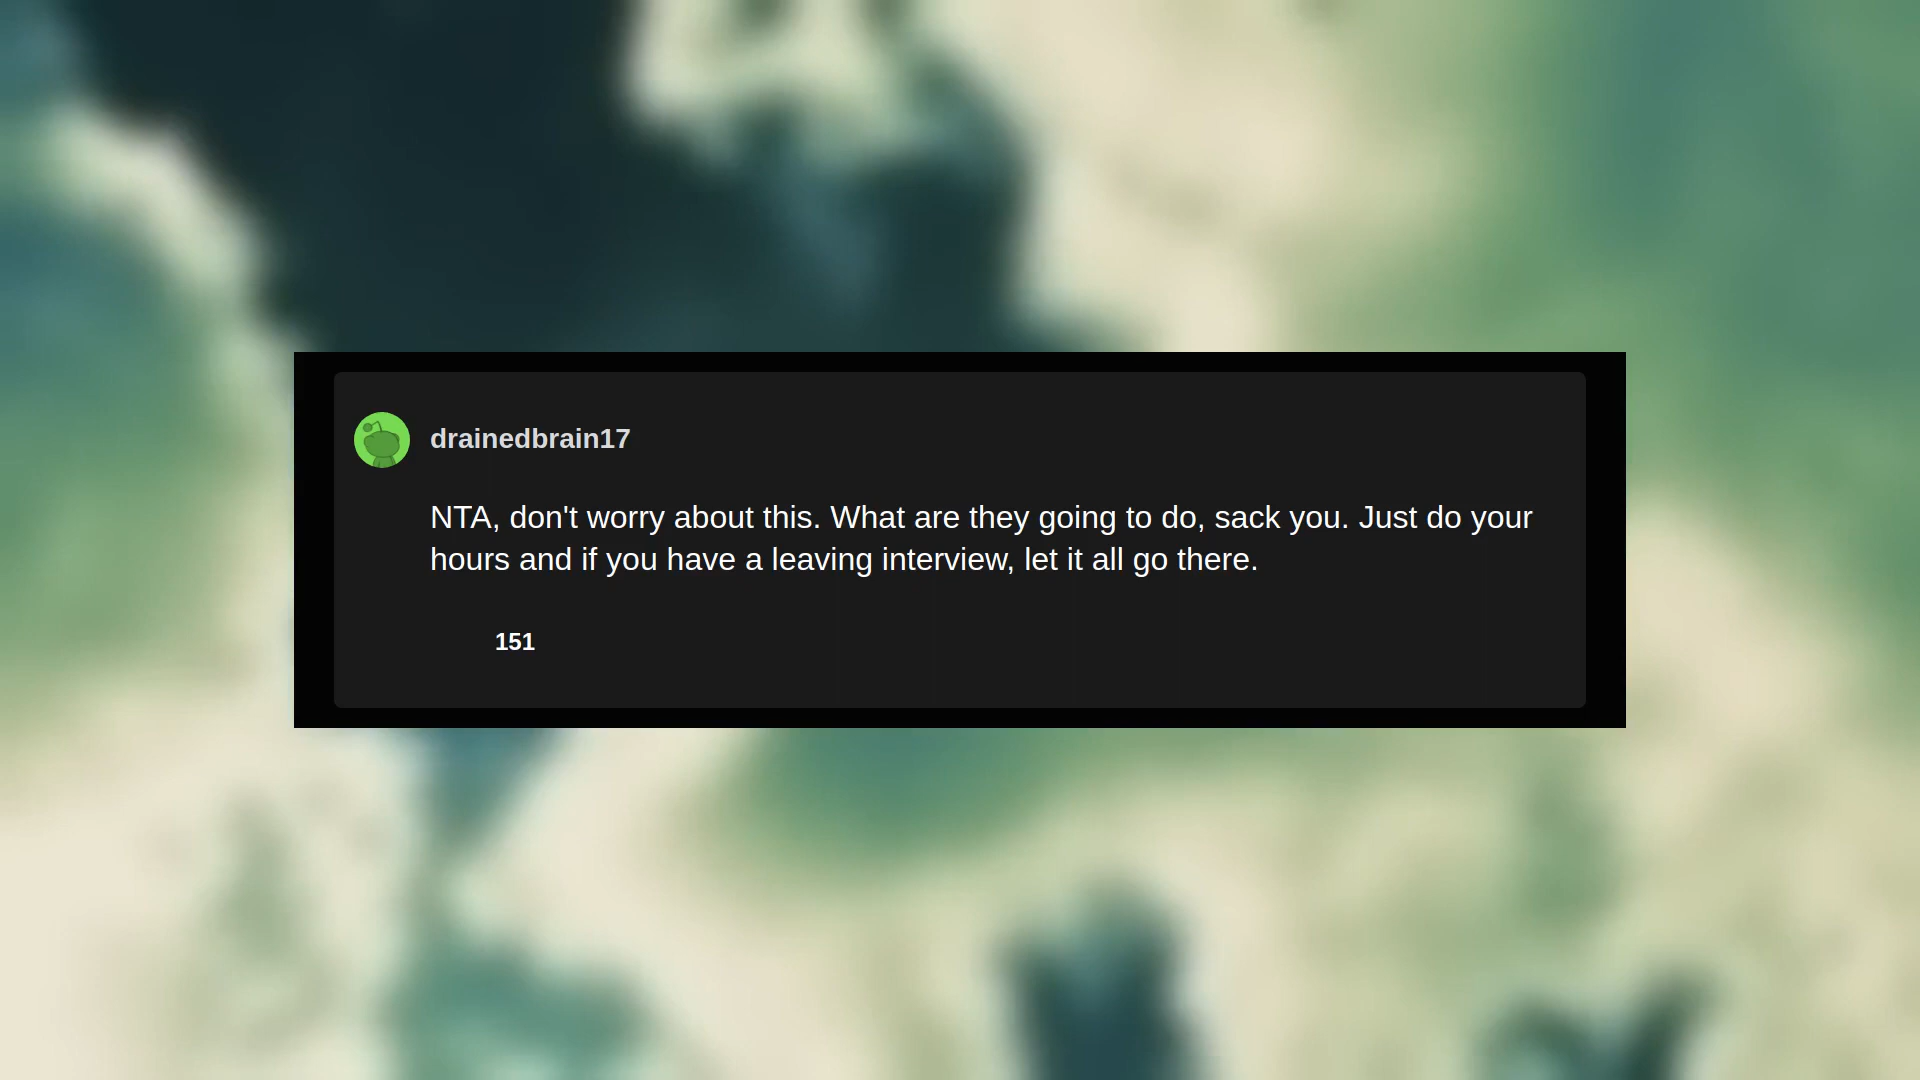 drainedbrain17
NTA, don't worry about this. What are they going to do, sack you. Just do your
hours and if you have a leaving interview, let it all go there.
151